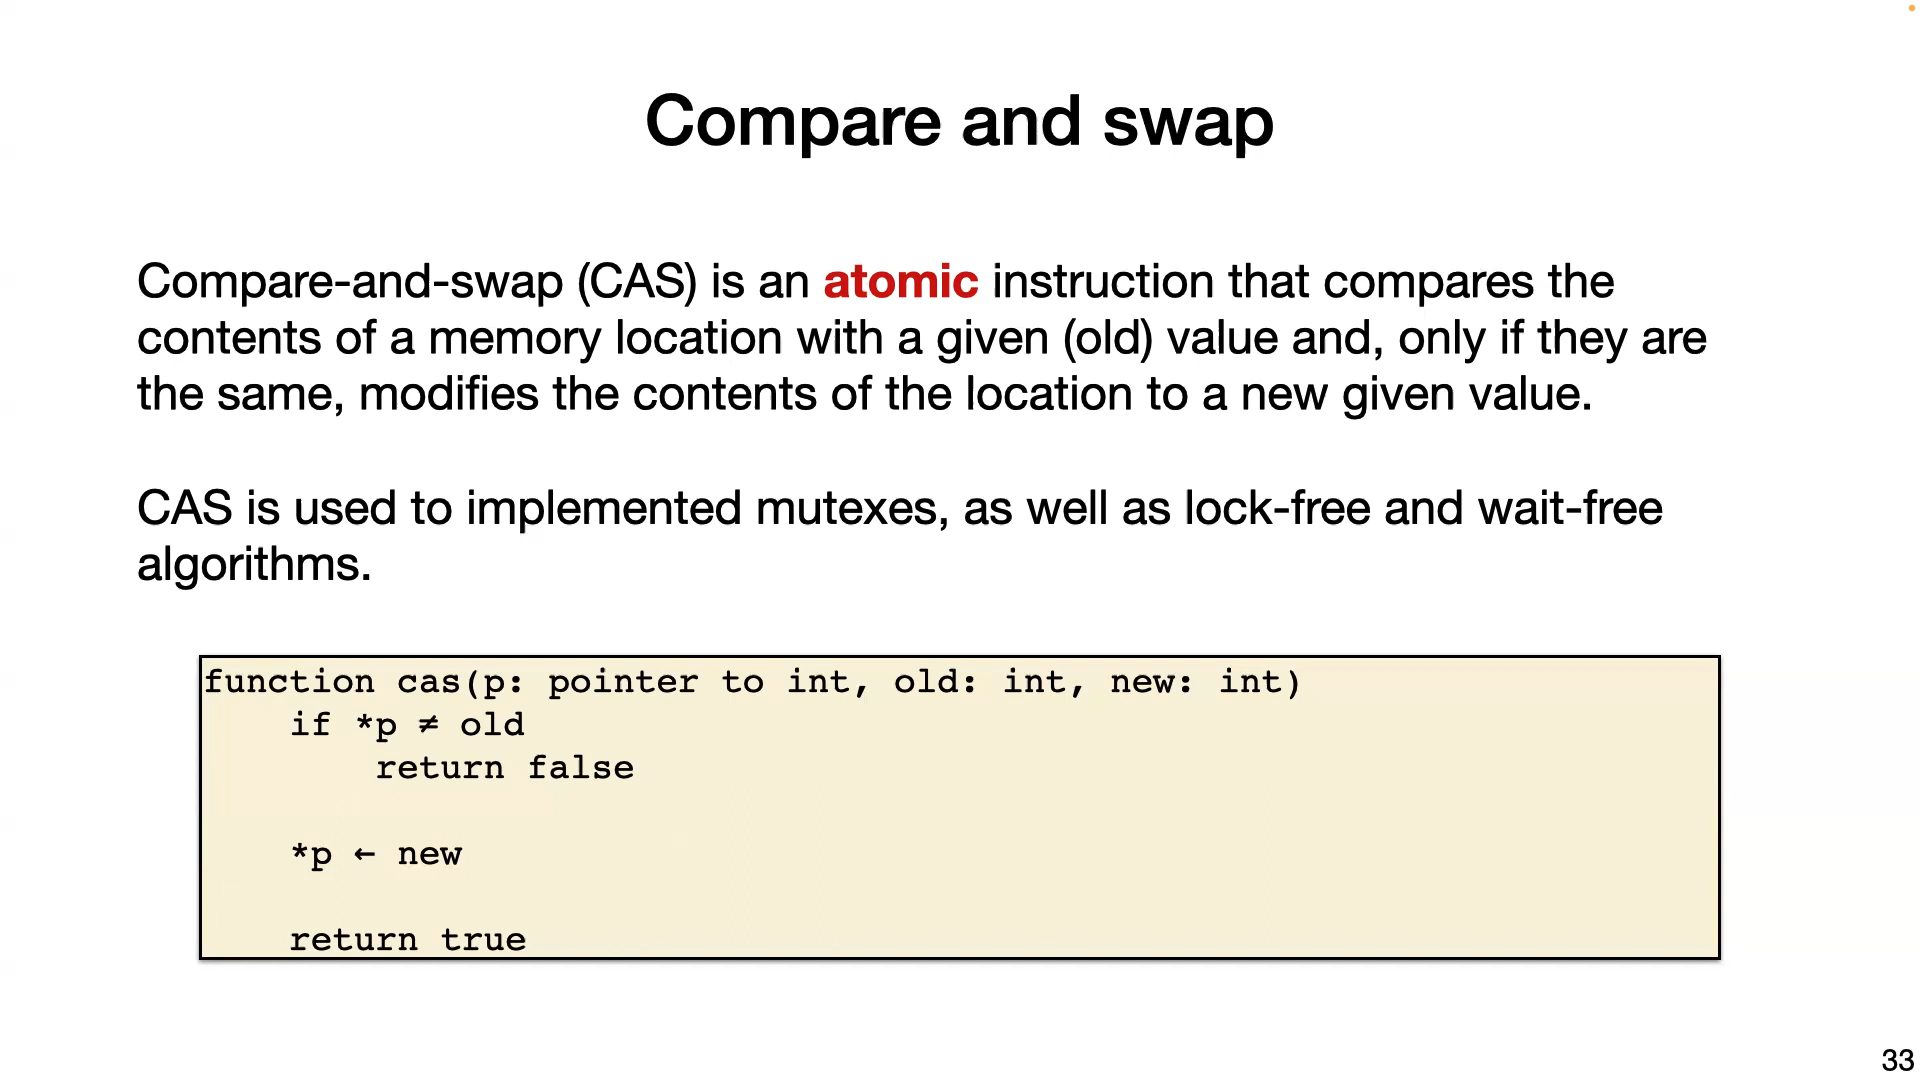 Compare and swap
Compare-and-swap (CAS) is an atomic instruction that compares the
contents of a memory location with a given (old) value and, only if they are
the same, modifies the contents of the location to a new given value.
CAS is used to implemented mutexes, as well as lock-free and wait-free
algorithms.
function cas(p: pointer to int, old: int, new: int)
    if *p ≠ old
        return false
    *p ← new
    return true
33